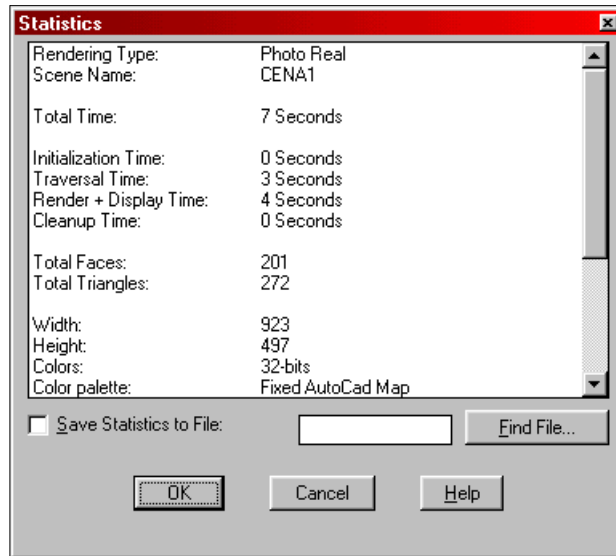 Statistics
Rendering Type: Photo Real
Scene Name: CENA1
Total Time: 7 Seconds
Initialization Time: 0 Seconds
Traversal Time: 3 Seconds
Render + Display Time: 4 Seconds
Cleanup Time: 0 Seconds
Total Faces: 201
Total Triangles: 272
Width: 923
Height: 497
Colors: 32-bits
Color palette: Fixed AutoCad Map
Save Statistics to File: Find File...
OK Cancel Help